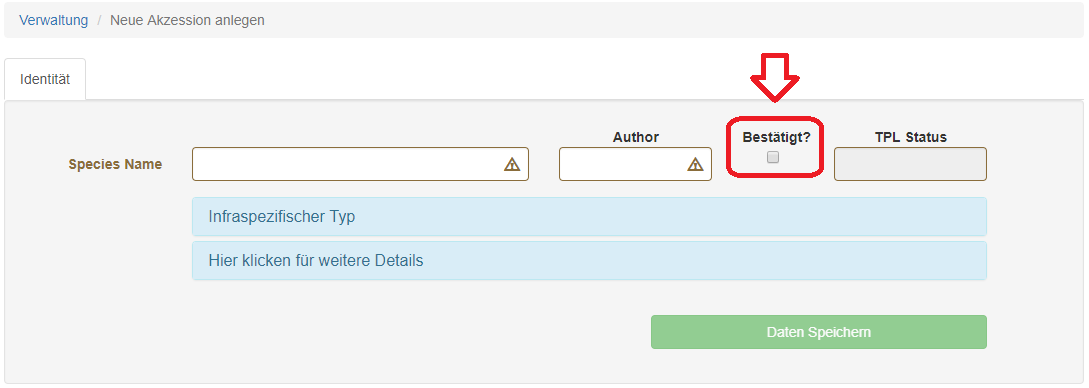 Verwaltung / Neue Akzession anlegen
Identität
Author Bestätigt? TPL Status
Species Name
Infraspezifischer Typ
Hier klicken für weitere Details
Daten Speichern